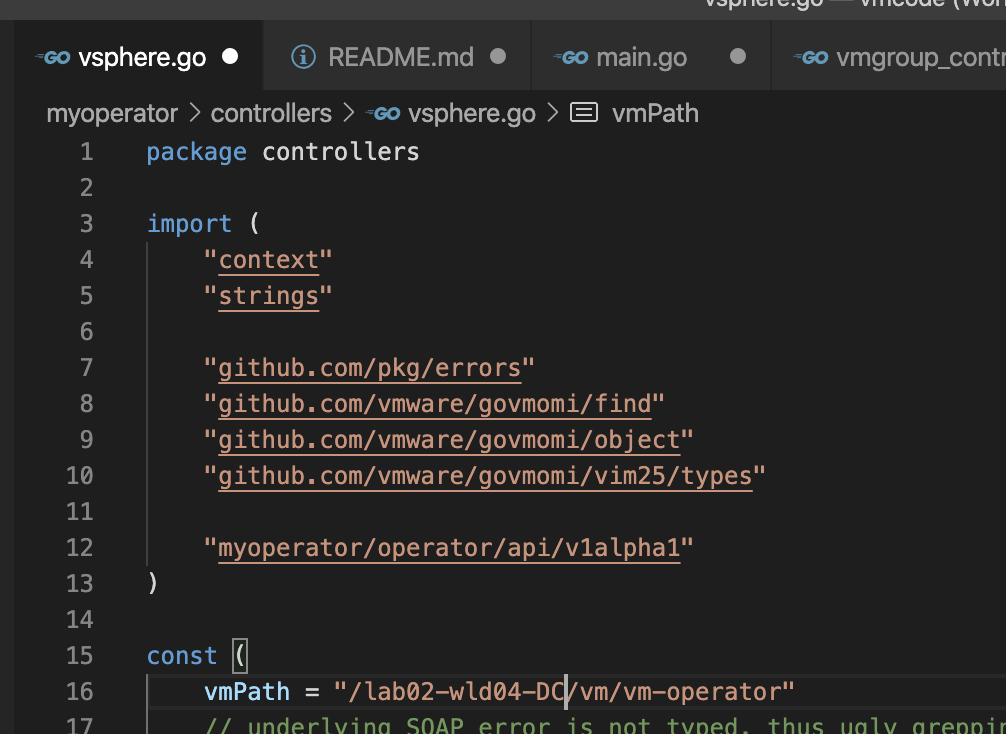 vsphere.go — vmcode (Wor
GO vsphere.go README.md GO main.go GO vmgroup_contr
myoperator > controllers > GO vsphere.go > vmPath
1 package controllers
2
3 import (
4 "context"
5 "strings"
6
7 "github.com/pkg/errors"
8 "github.com/vmware/govmomi/find"
9 "github.com/vmware/govmomi/object"
10 "github.com/vmware/govmomi/vim25/types"
11
12 "myoperator/operator/api/v1alpha1"
13 )
14
15 const (
16 vmPath = "/lab02-wld04-DC/vm/vm-operator"
17 // underlying SOAP error is not typed, thus ugly greppin